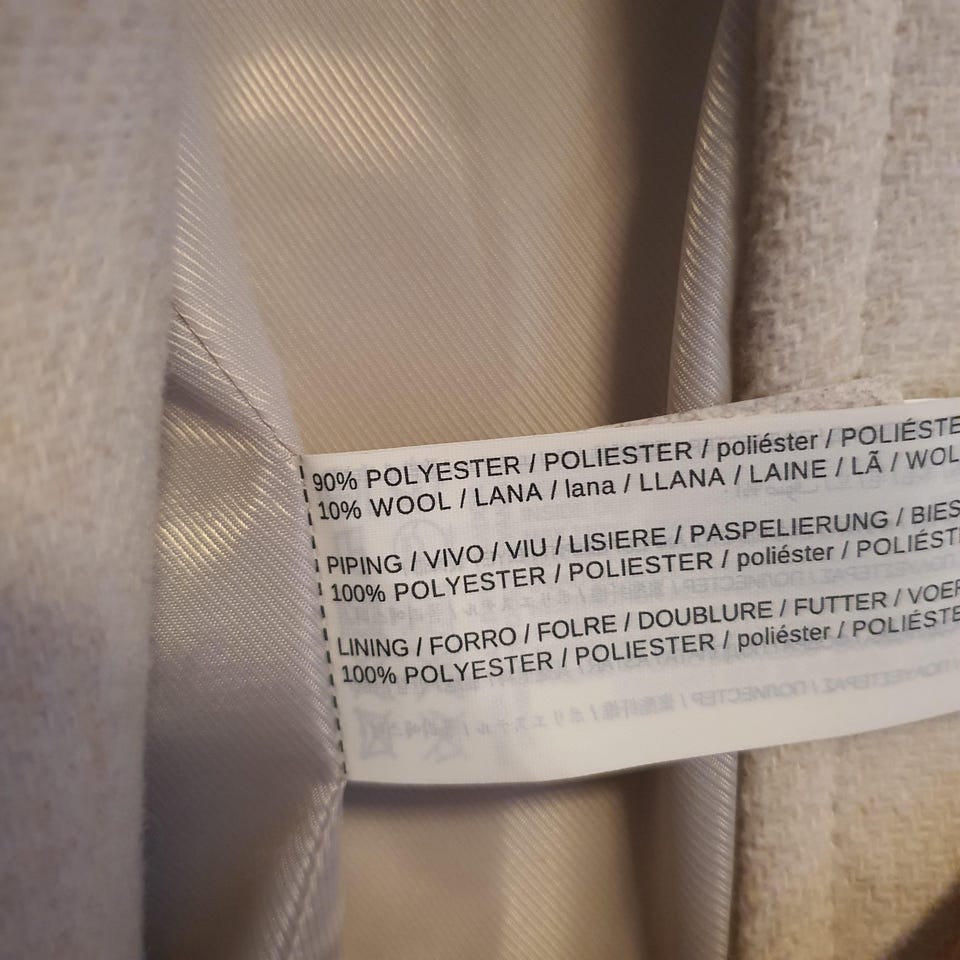 90% POLYESTER / POLIESTER / poliéster / POLIÉSTE
10% WOOL / LANA / lana / LLANA / LAINE / LÃ / WOL
PIPING / VIVO / VIU / LISIERE / PASPELIERUNG / BIES
100% POLYESTER / POLIESTER / poliéster / POLIÉST
LINING / FORRO / FOLRE / DOUBLURE / FUTTER / VOER
100% POLYESTER / POLIESTER / poliéster / POLIÉSTE